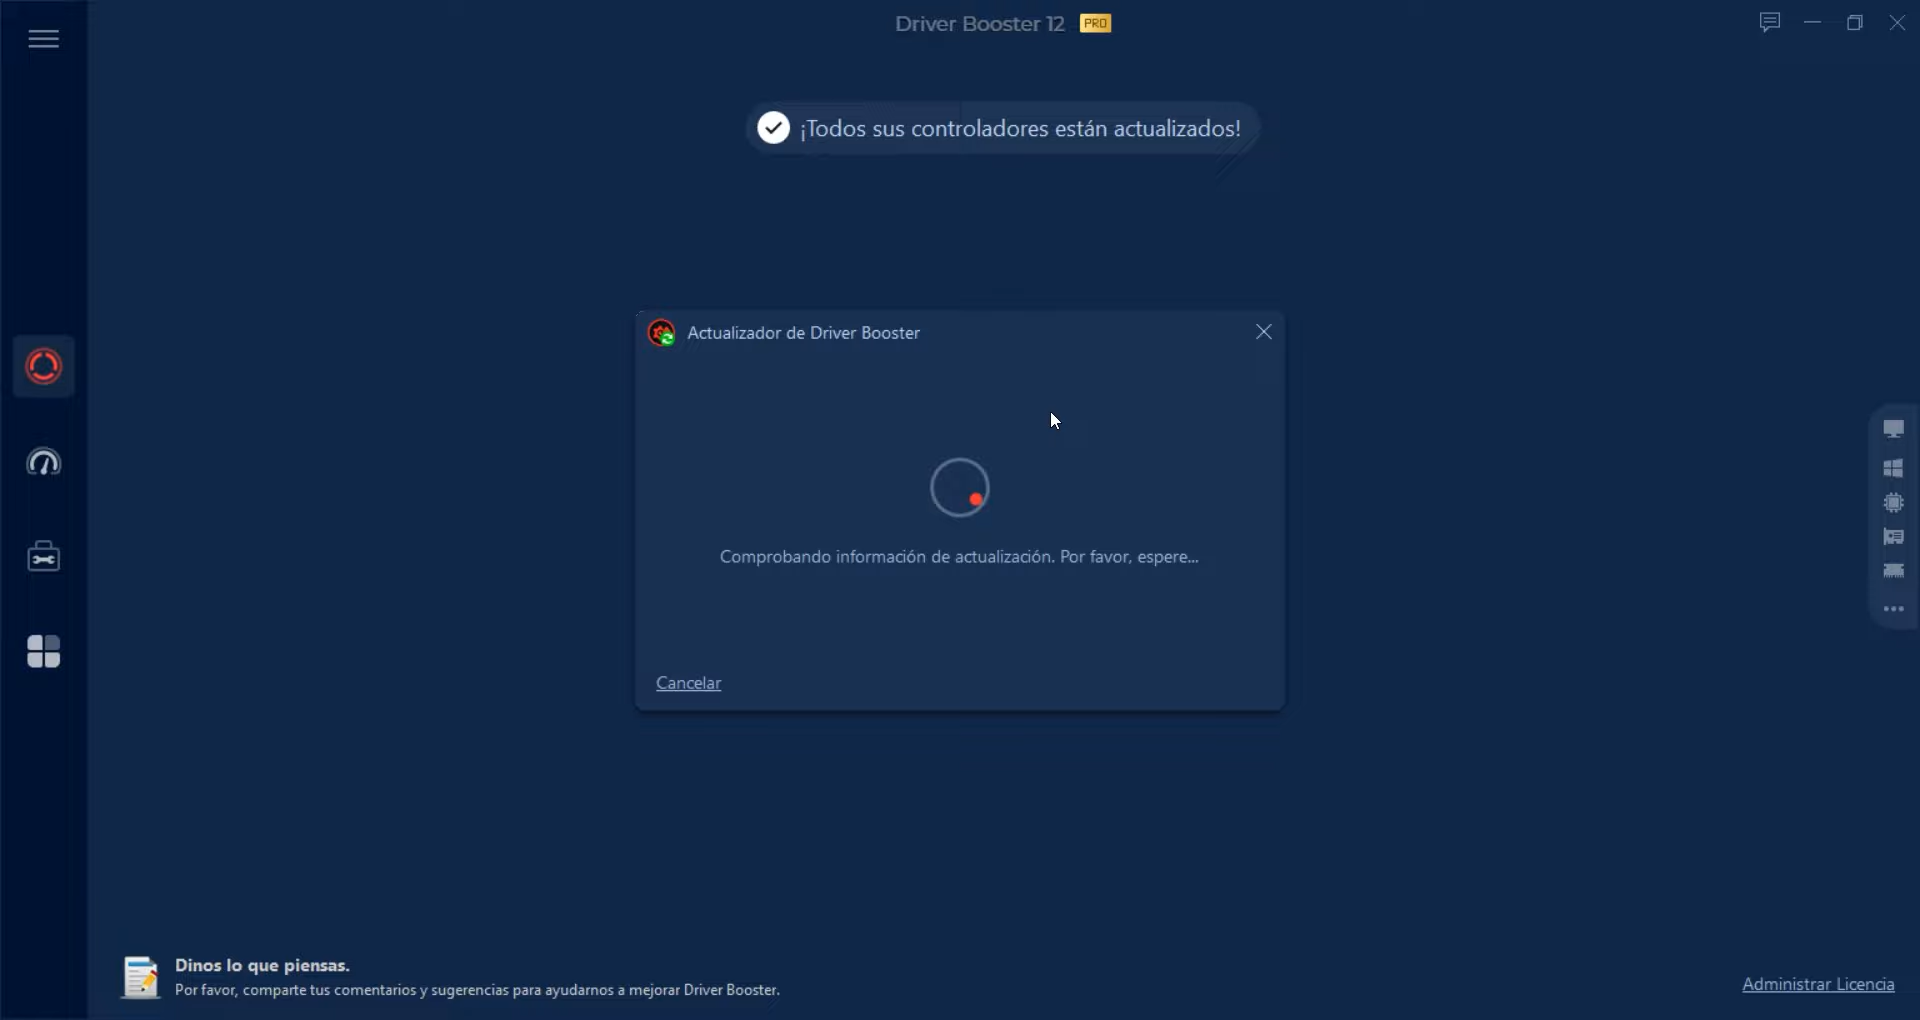 Driver Booster 12 PRO
¡Todos sus controladores están actualizados!
Actualizador de Driver Booster
Comprobando información de actualización. Por favor, espere...
Cancelar
Dinos lo que piensas.
Por favor, comparte tus comentarios y sugerencias para ayudarnos a mejorar Driver Booster.
Administrar Licencia